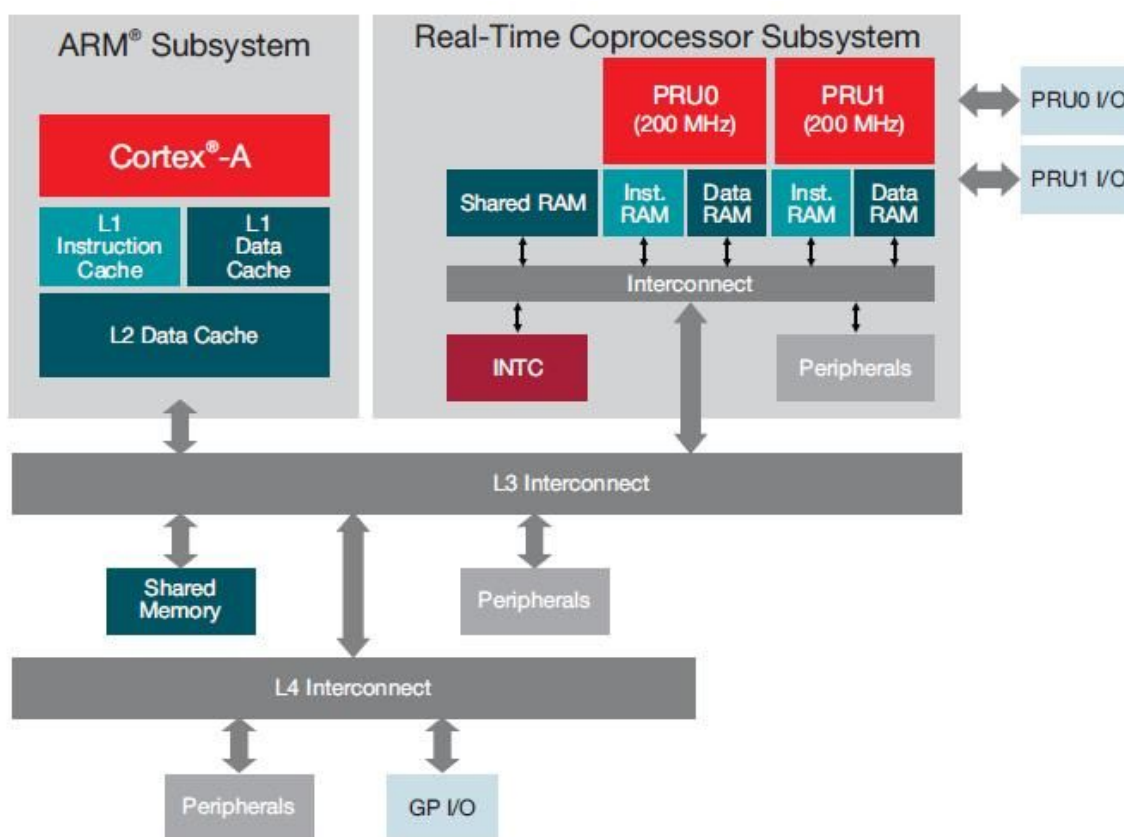 ARM® Subsystem
Cortex®-A
L1
Instruction
Cache
L1
Data
Cache
L2 Data Cache
Real-Time Coprocessor Subsystem
PRU0
(200 MHz)
PRU1
(200 MHz)
Shared RAM
Inst.
RAM
Data
RAM
Inst.
RAM
Data
RAM
Interconnect
INTC
Peripherals
PRU0 I/O
PRU1 I/O
L3 Interconnect
Shared
Memory
Peripherals
L4 Interconnect
Peripherals
GP I/O